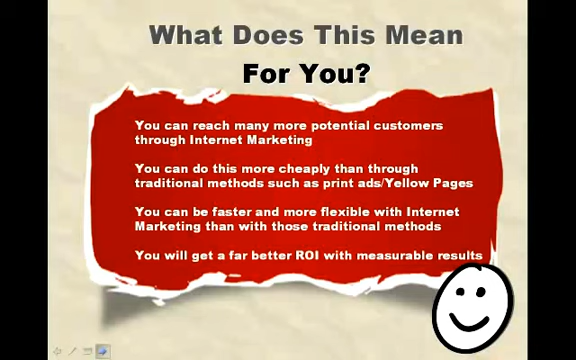 What Does This Mean
For You?
You can reach many more potential customers
through Internet Marketing
You can do this more cheaply than through
traditional methods such as print ads/Yellow Pages
You can be faster and more flexible with Internet
Marketing than with those traditional methods
You will get a far better ROI with measurable results